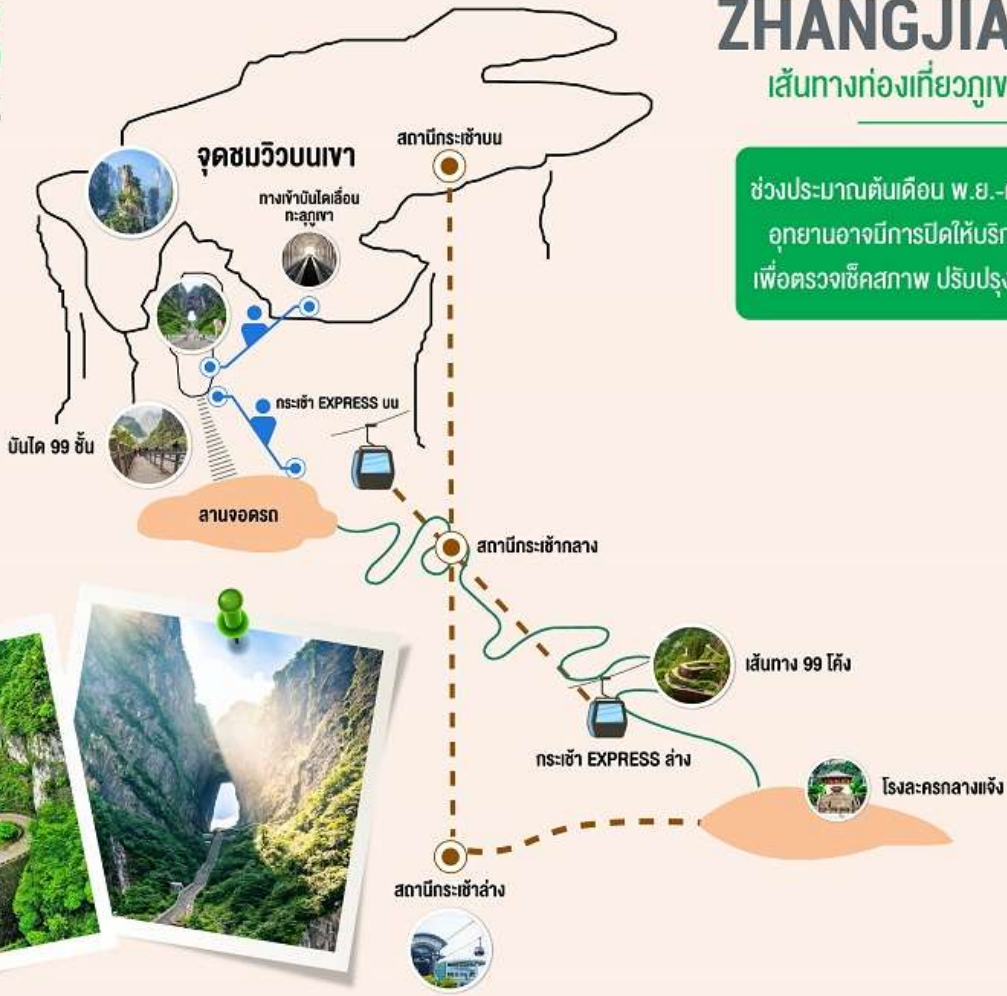 ZHANGJIA
เส้นทางท่องเที่ยวภูเข
ช่วงประมาณต้นเดือน พ.ย.-
อุทยานอาจมีการปิดให้บริก
เพื่อตรวจเช็คสภาพ ปรับปรุง
สถานีกระเช้าบน
จุดชมวิวบนเขา
ทางเข้าบันไดเลื่อน
ทะลุภูเขา
กระเช้า EXPRESS บน
บันได 99 ชั้น
ลานจอดรถ
สถานีกระเช้ากลาง
เส้นทาง 99 โค้ง
กระเช้า EXPRESS ล่าง
โรงละครกลางแจ้ง
สถานีกระเช้าล่าง